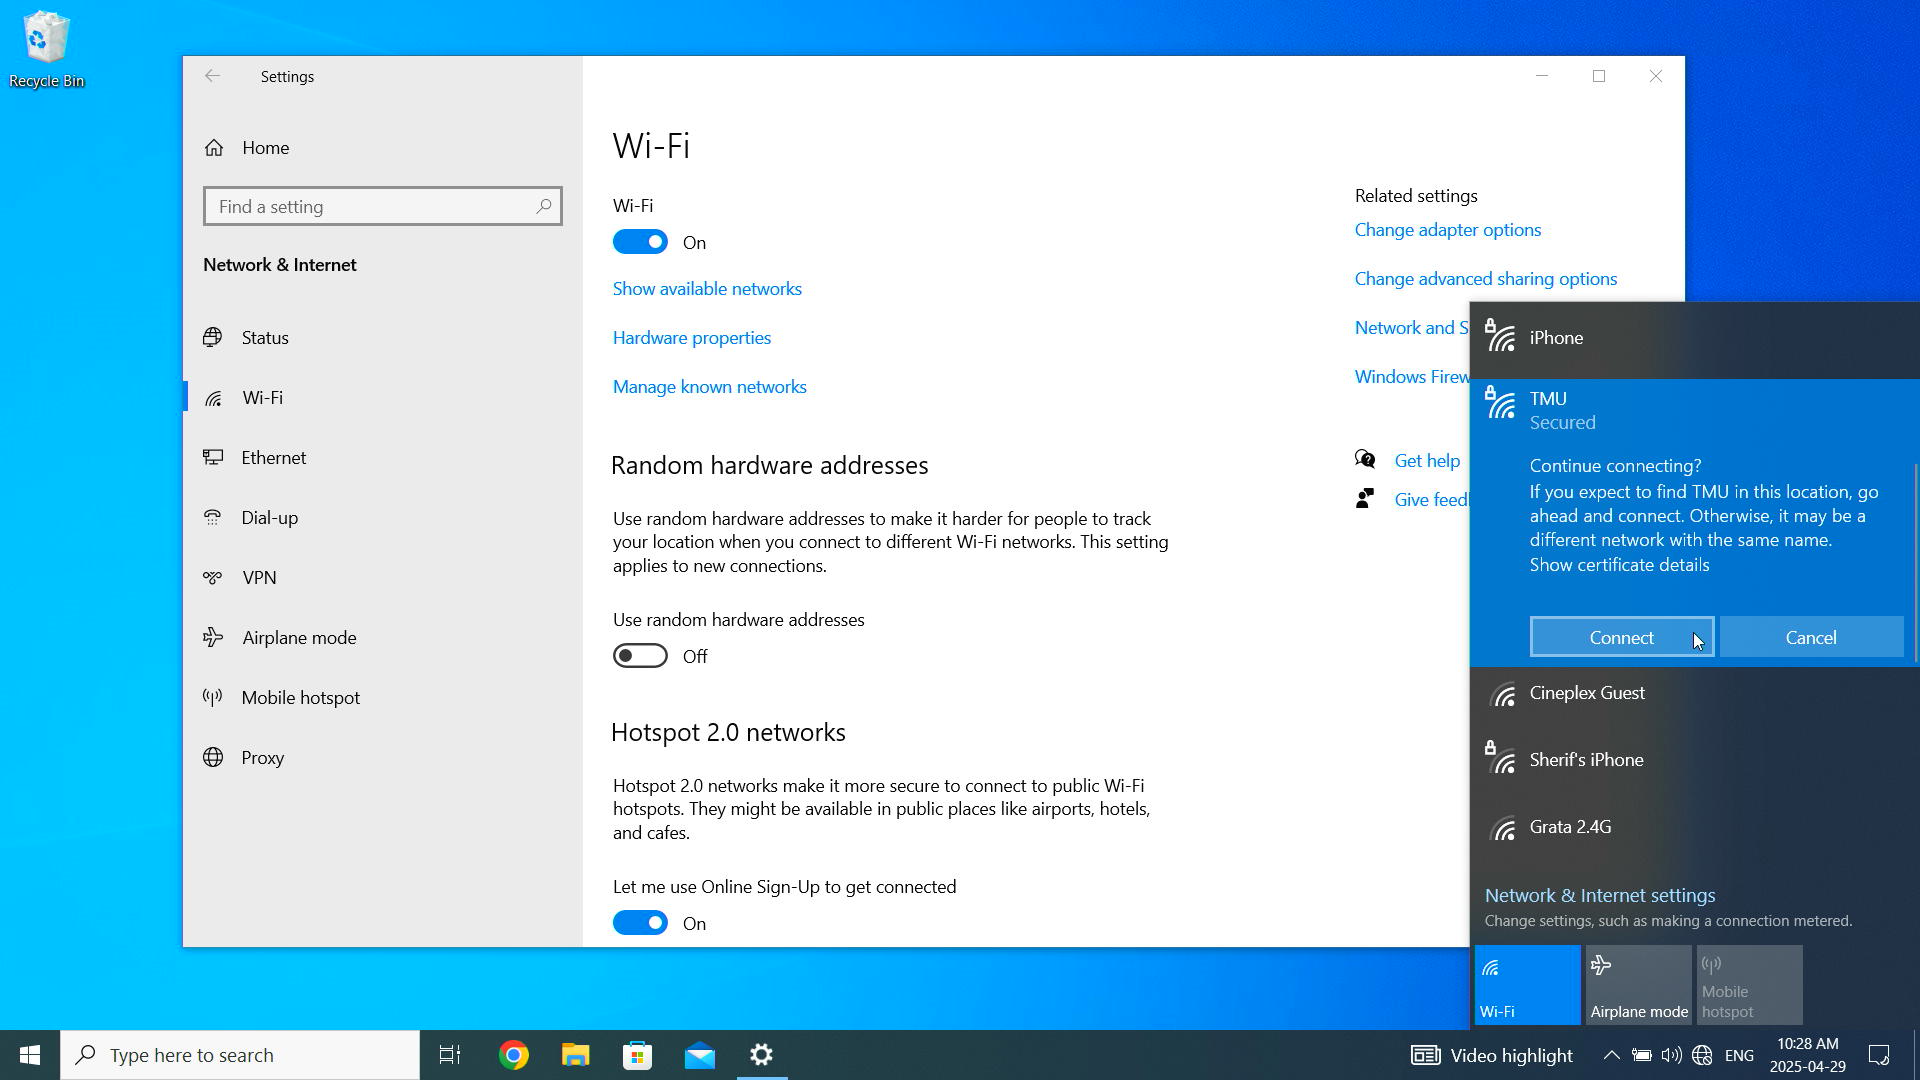 Recycle Bin
Settings
Home
Find a setting
Network & Internet
Status
Wi-Fi
Ethernet
Dial-up
VPN
Airplane mode
Mobile hotspot
Proxy
Wi-Fi
Wi-Fi
On
Show available networks
Hardware properties
Manage known networks
Random hardware addresses
Use random hardware addresses to make it harder for people to track
your location when you connect to different Wi-Fi networks. This setting
applies to new connections.
Use random hardware addresses
Off
Hotspot 2.0 networks
Hotspot 2.0 networks make it more secure to connect to public Wi-Fi
hotspots. They might be available in public places like airports, hotels,
and cafes.
Let me use Online Sign-Up to get connected
On
Related settings
Change adapter options
Change advanced sharing options
Network and S
Windows Firew
Get help
Give feed
iPhone
TMU
Secured
Continue connecting?
If you expect to find TMU in this location, go
ahead and connect. Otherwise, it may be a
different network with the same name.
Show certificate details
Connect
Cancel
Cineplex Guest
Sherif's iPhone
Grata 2.4G
Network & Internet settings
Change settings, such as making a connection metered.
Wi-Fi
Airplane mode
Mobile
hotspot
Type here to search
Video highlight
ENG
10:28 AM
2025-04-29